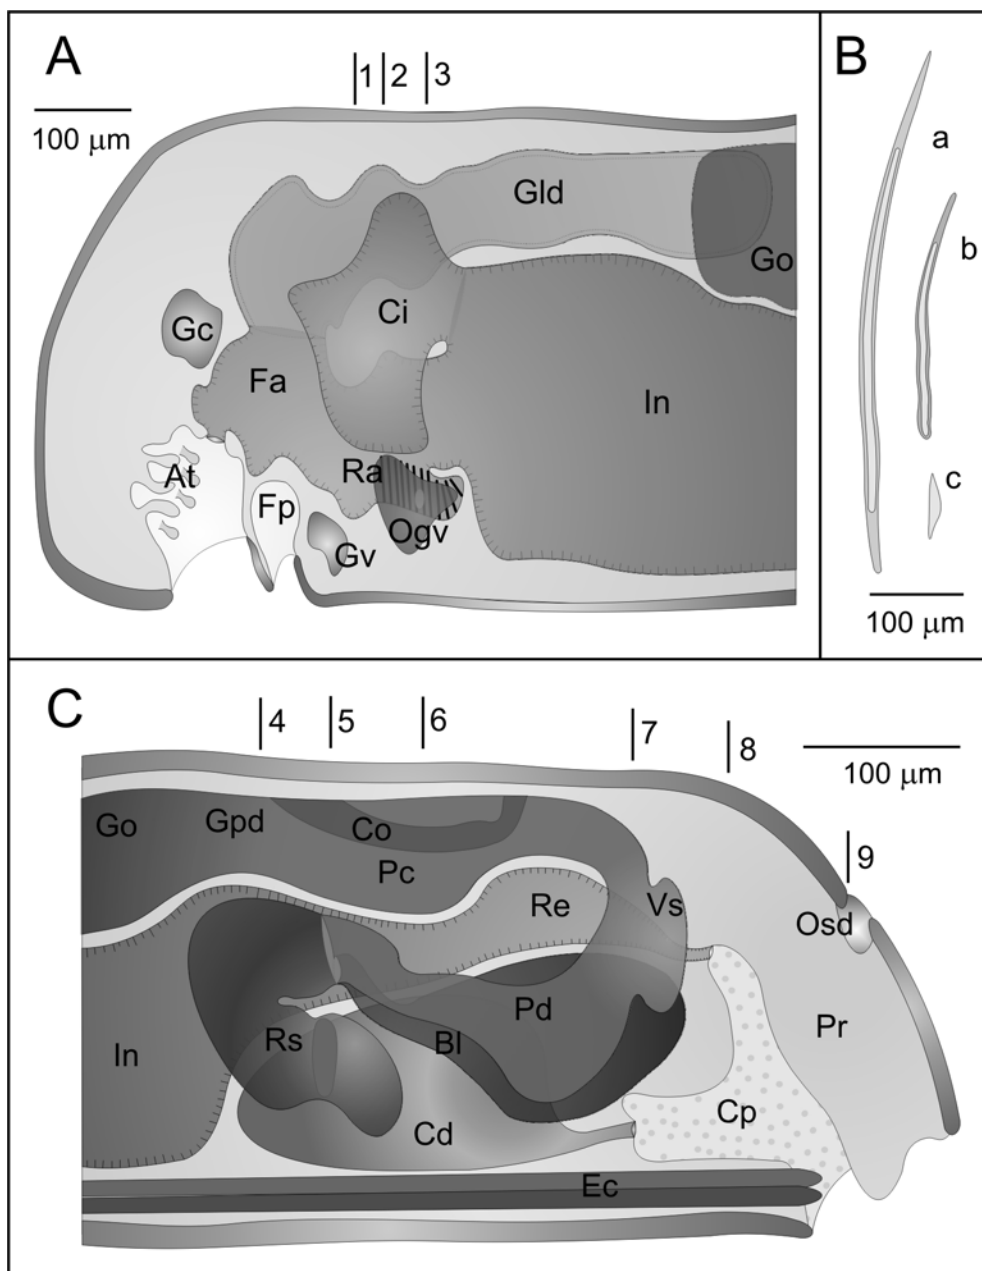 A
1 2 3
100 µm
Gld
Go
Gc
Ci
Fa
In
At
Ra
Fp
Ogv
Gv
B
a
b
c
100 µm
C
4 5 6 7 8
100 µm
9
Go Gpd Co
Pc
Re Vs
Osd
Pd
Pr
In Rs Bl
Cp
Cd
Ec